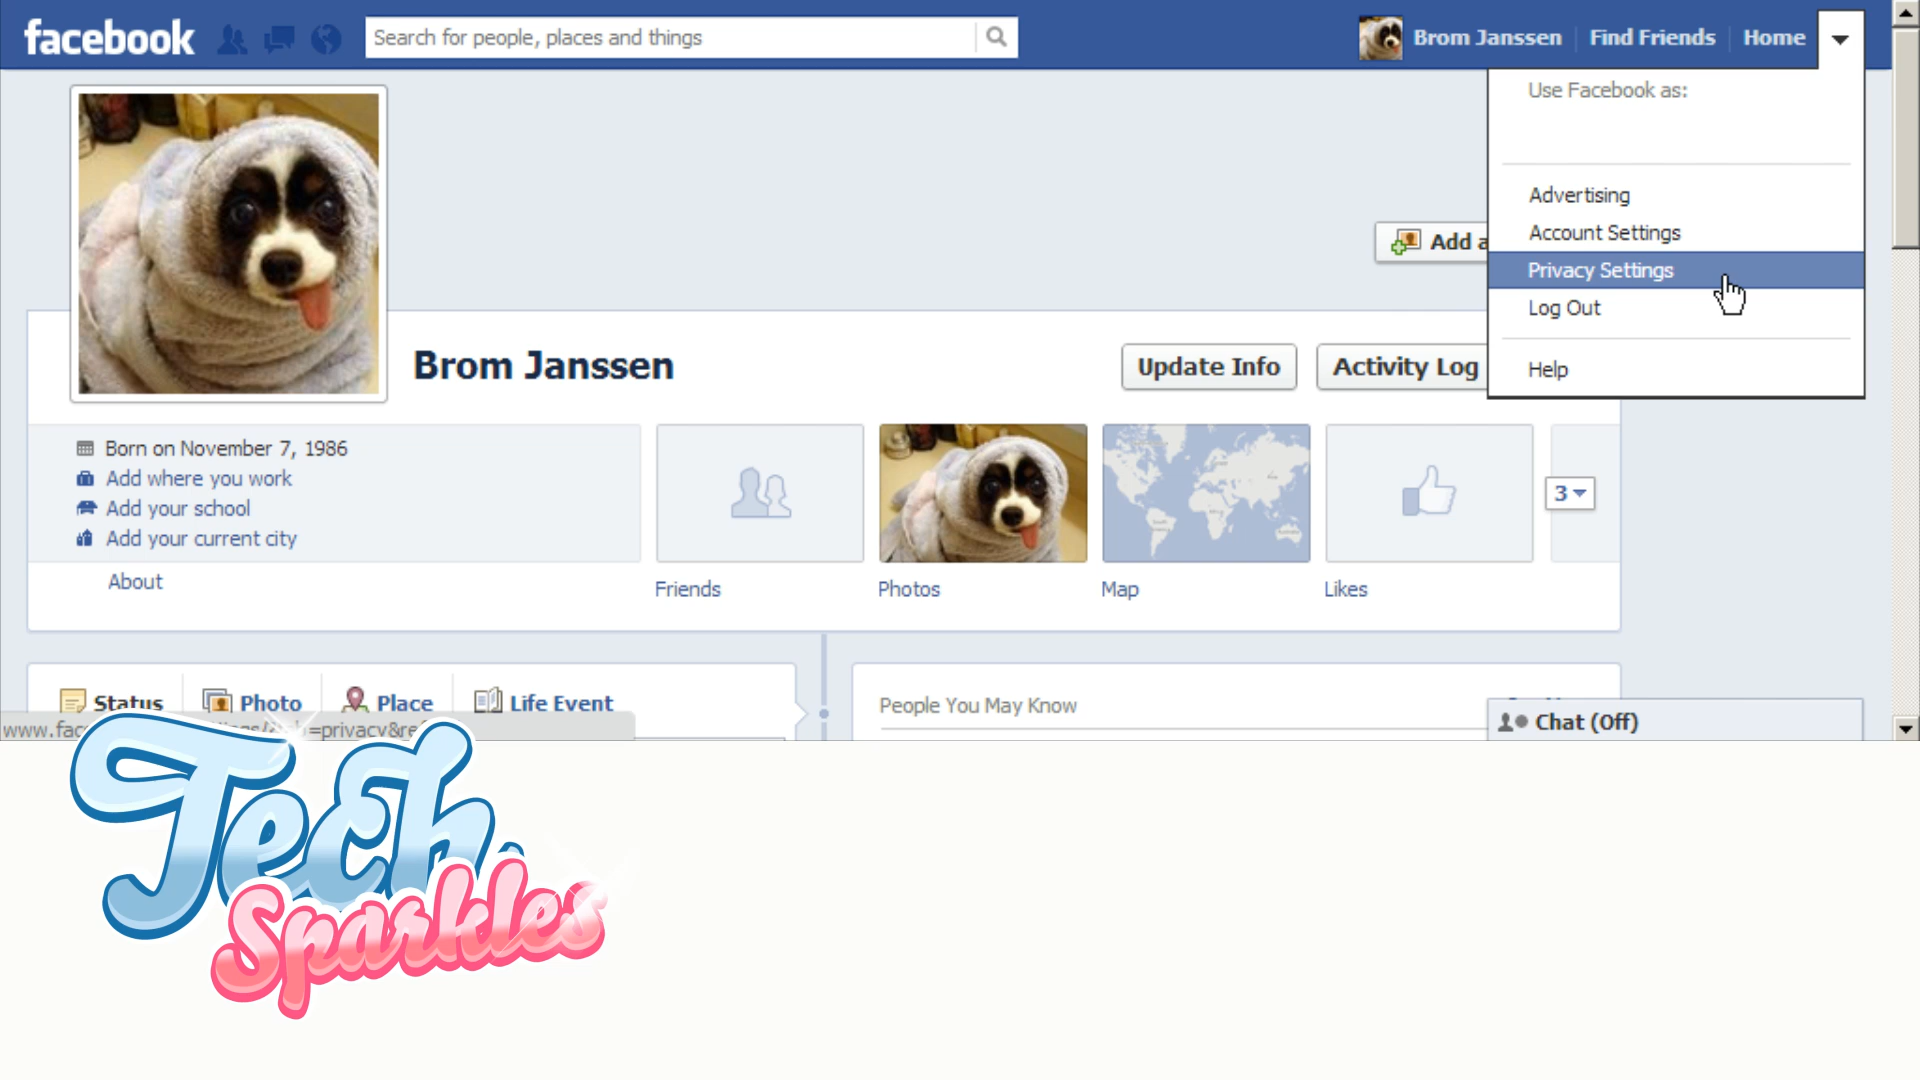 facebook
Search for people, places and things
Brom Janssen
Find Friends
Home
Use Facebook as:
Advertising
Account Settings
Privacy Settings
Log Out
Help
Add a
Brom Janssen
Update Info
Activity Log
Born on November 7, 1986
Add where you work
Add your school
Add your current city
About
Friends
Photos
Map
Likes
3
Status
Photo
Place
Life Event
People You May Know
Chat (Off)
Tech
Sparkles